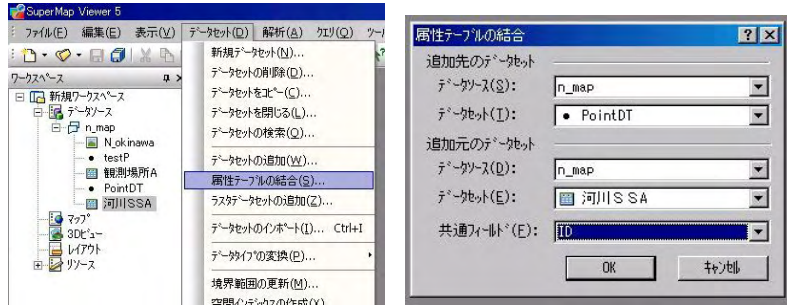 SuperMap Viewer 5
ファイル(F) 編集(E) 表示(V) データセット(D) 解析(A) クエリ(Q)
ワークスペース
新規ワークスペース
データソース
n_map
N_okinawa
testP
観測場所A
PointDT
河川SSA
マップ
3Dビュー
レイアウト
リソース
新規データセット(N)...
データセットの削除(D)...
データセットをコピー(C)...
データセットを閉じる(L)...
データセットの検索(Q)...
データセットの追加(W)...
属性テーブルの結合(S)...
ラスタデータセットの追加(Z)...
データセットのインポート(I)... Ctrl+I
データタイプの変換(P)...
境界範囲の更新(M)...
空間インデックスの作成(X)
属性テーブルの結合
追加先のデータセット
データソース(S): n_map
データセット(T): PointDT
追加元のデータセット
データソース(D): n_map
データセット(E): 河川SSA
共通フィールド(F): ID
OK キャンセル